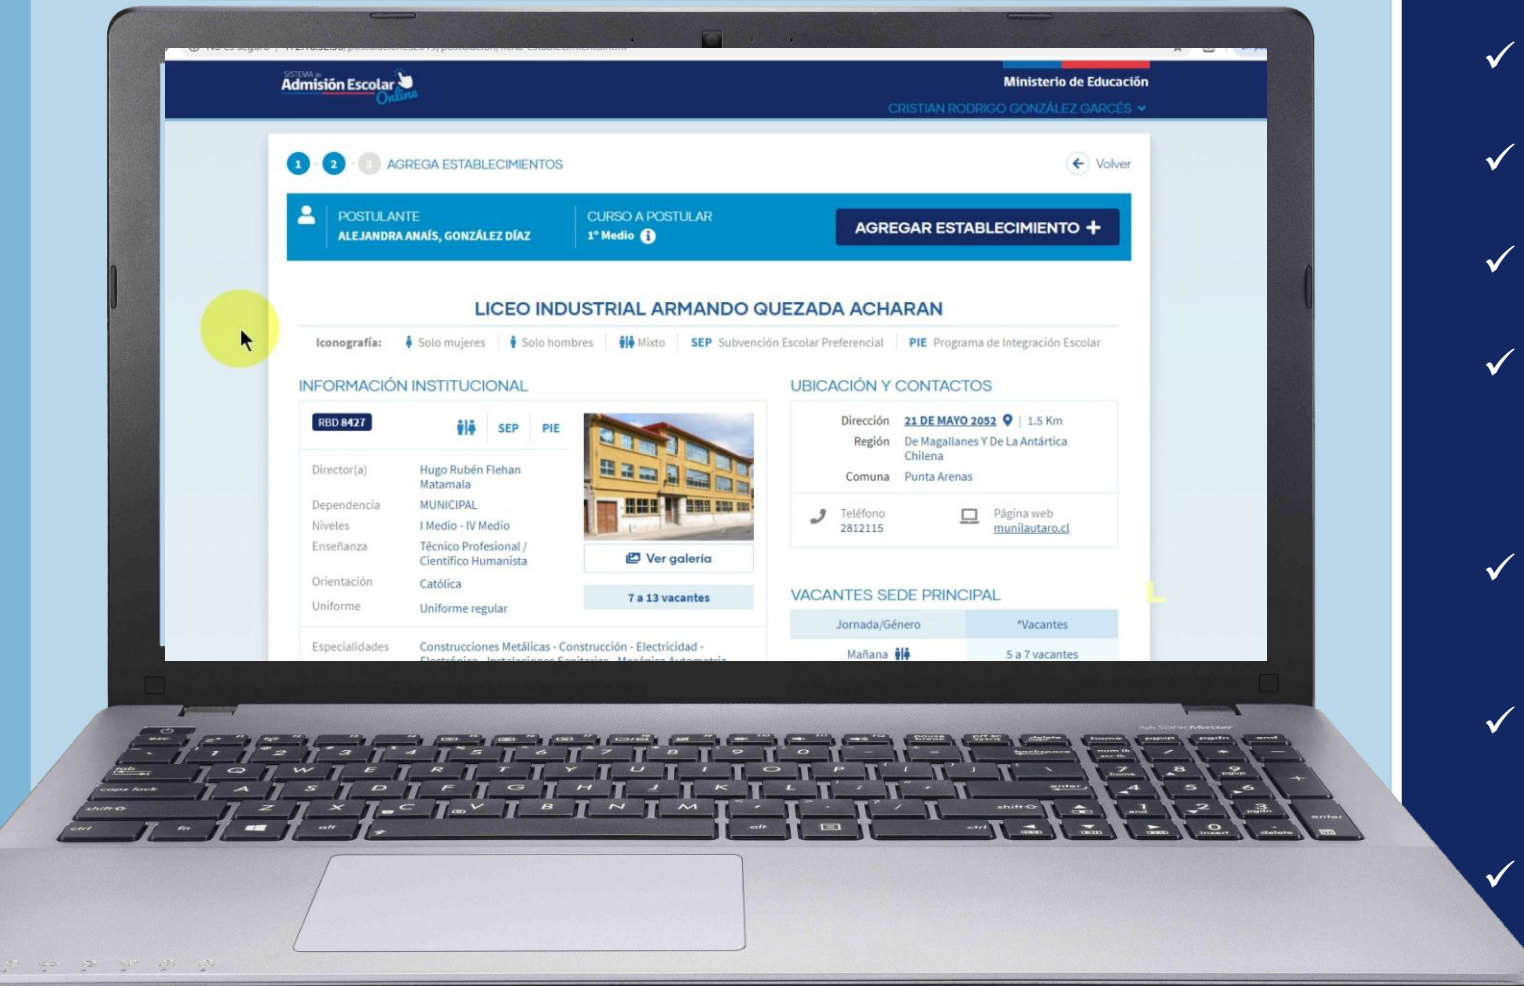 SISTEMA de
Admisión Escolar
Online
Ministerio de Educación
CRISTIAN RODRIGO GONZÁLEZ GARCÉS
1 - 2 - 3 AGREGA ESTABLECIMIENTOS
Volver
POSTULANTE
ALEJANDRA ANAÍS, GONZÁLEZ DÍAZ
CURSO A POSTULAR
1° Medio
AGREGAR ESTABLECIMIENTO +
LICEO INDUSTRIAL ARMANDO QUEZADA ACHARAN
Iconografía: Solo mujeres Solo hombres Mixto SEP Subvención Escolar Preferencial PIE Programa de Integración Escolar
INFORMACIÓN INSTITUCIONAL
RBD 8427 SEP PIE
Director(a) Hugo Rubén Flehan
Matamala
Dependencia MUNICIPAL
Niveles I Medio - IV Medio
Enseñanza Técnico Profesional /
Científico Humanista
Orientación Católica
Uniforme Uniforme regular
Ver galería
7 a 13 vacantes
Especialidades Construcciones Metálicas - Construcción - Electricidad -
UBICACIÓN Y CONTACTOS
Dirección 21 DE MAYO 2052 | 1.5 Km
Región De Magallanes Y De La Antártica
Chilena
Comuna Punta Arenas
Teléfono
2812115
Página web
munilautaro.cl
VACANTES SEDE PRINCIPAL
Jornada/Género *Vacantes
Mañana 5 a 7 vacantes